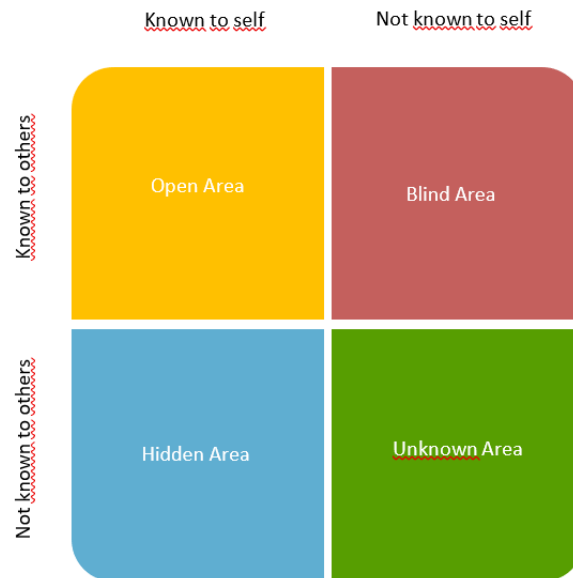 Known to self
Not known to self
Known to others
Open Area
Blind Area
Not known to others
Hidden Area
Unknown Area